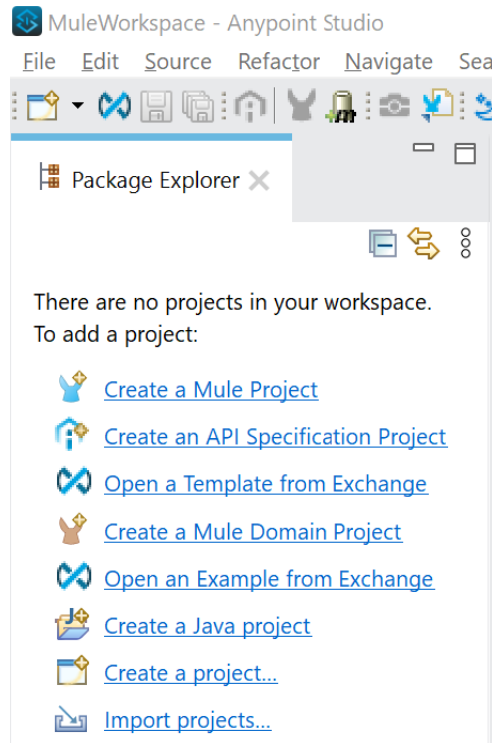 MuleWorkspace - Anypoint Studio
File Edit Source Refactor Navigate Sea
Package Explorer
There are no projects in your workspace.
To add a project:
Create a Mule Project
Create an API Specification Project
Open a Template from Exchange
Create a Mule Domain Project
Open an Example from Exchange
Create a Java project
Create a project...
Import projects...